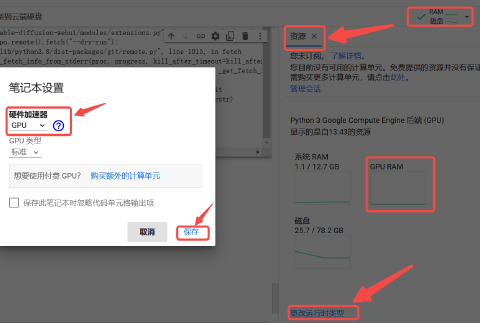 到云端硬盘
RAM
磁盘
able-diffusion-webui/modules/extensions.py"
po.remote().fetch("--dry-run");
lib/python3.8/dist-packages/git/remote.py", line 1015, in fetch
_fetch_info_from_stderr(proc, progress, kill_after_timeout=kill_after
_get_fetch_
rstr)
笔记本设置
硬件加速器
GPU
GPU 类型
标准
想要使用付费 GPU? 购买额外的计算单元
保存此笔记本时忽略代码单元格输出项
取消
保存
资源
您未订阅。 了解详情。
您目前没有可用的计算单元。免费提供的资源并没有保证
需购买更多计算单元,请点击此处。
管理会话
Python 3 Google Compute Engine 后端 (GPU)
显示的是自13:43的资源
系统 RAM
1.1 / 12.7 GB
GPU RAM
磁盘
25.7 / 78.2 GB
更改运行时类型